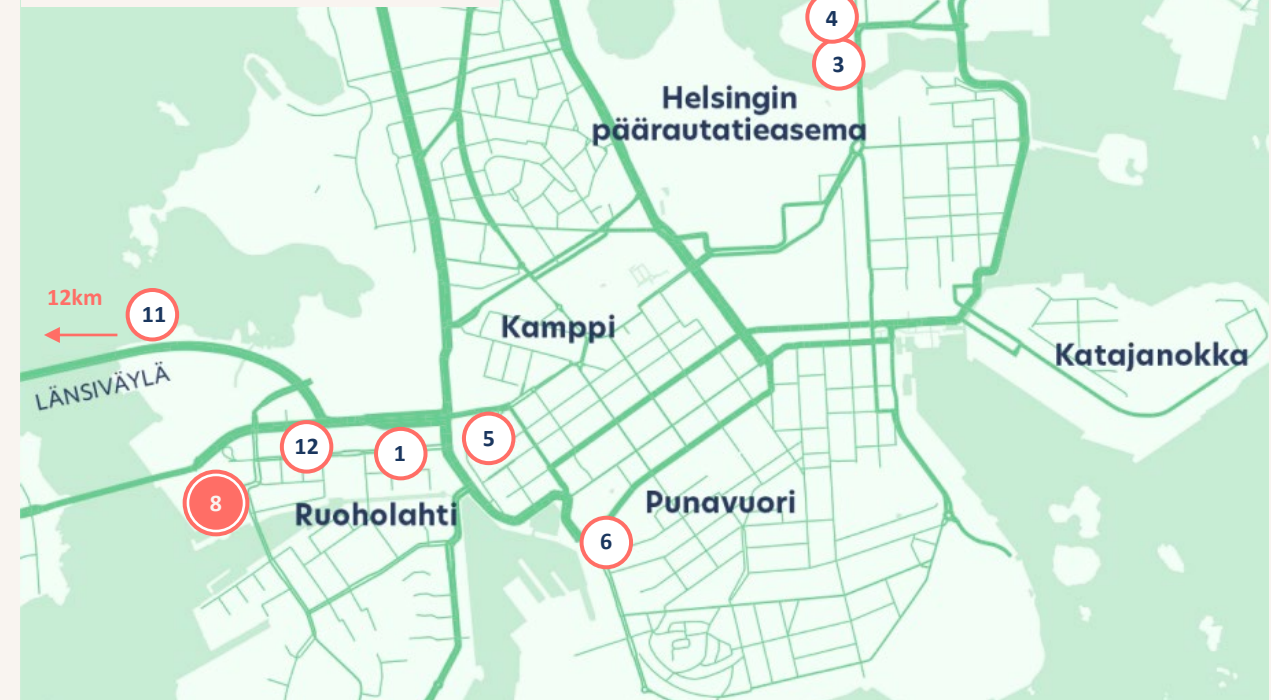 4
3
Helsingin
päärautatieasema
12km
11
Kamppi
Katajanokka
LÄNSIVÄYLÄ
5
12
1
8
Ruoholahti
Punavuori
6